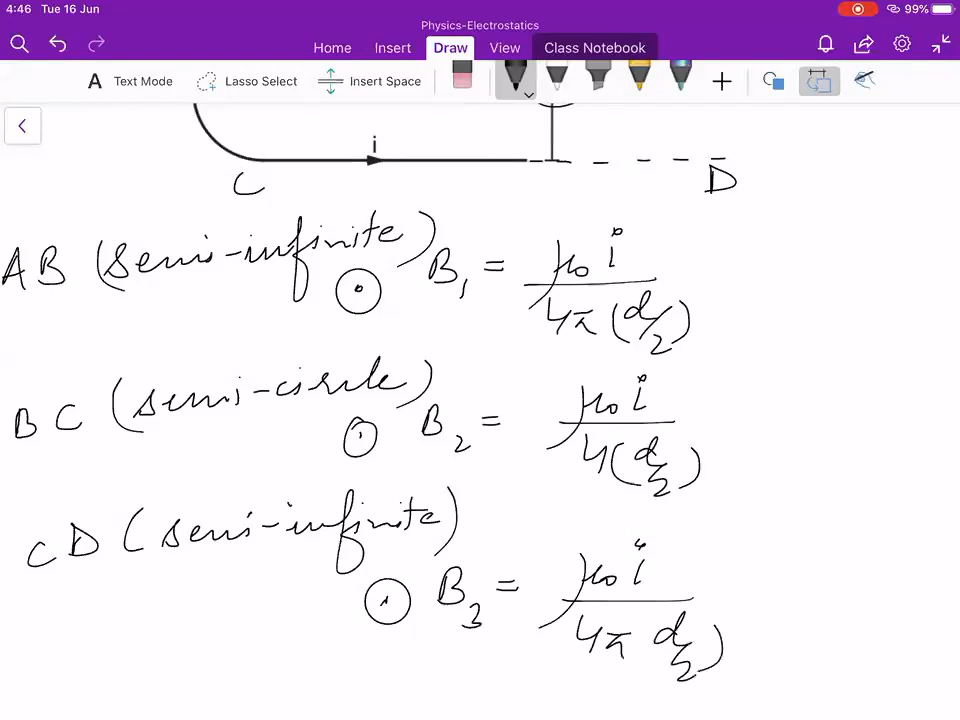 4:46 Tue 16 Jun 99%
Physics-Electrostatics
Home Insert Draw View Class Notebook
A Text Mode Lasso Select Insert Space
i
C D
AB (semi-infinite) B₁ = μ₀ i / 4π (d/2)
BC (semi-circle) B₂ = μ₀ i / 4(d/2)
CD (semi-infinite) B₃ = μ₀ i / 4π d/2)